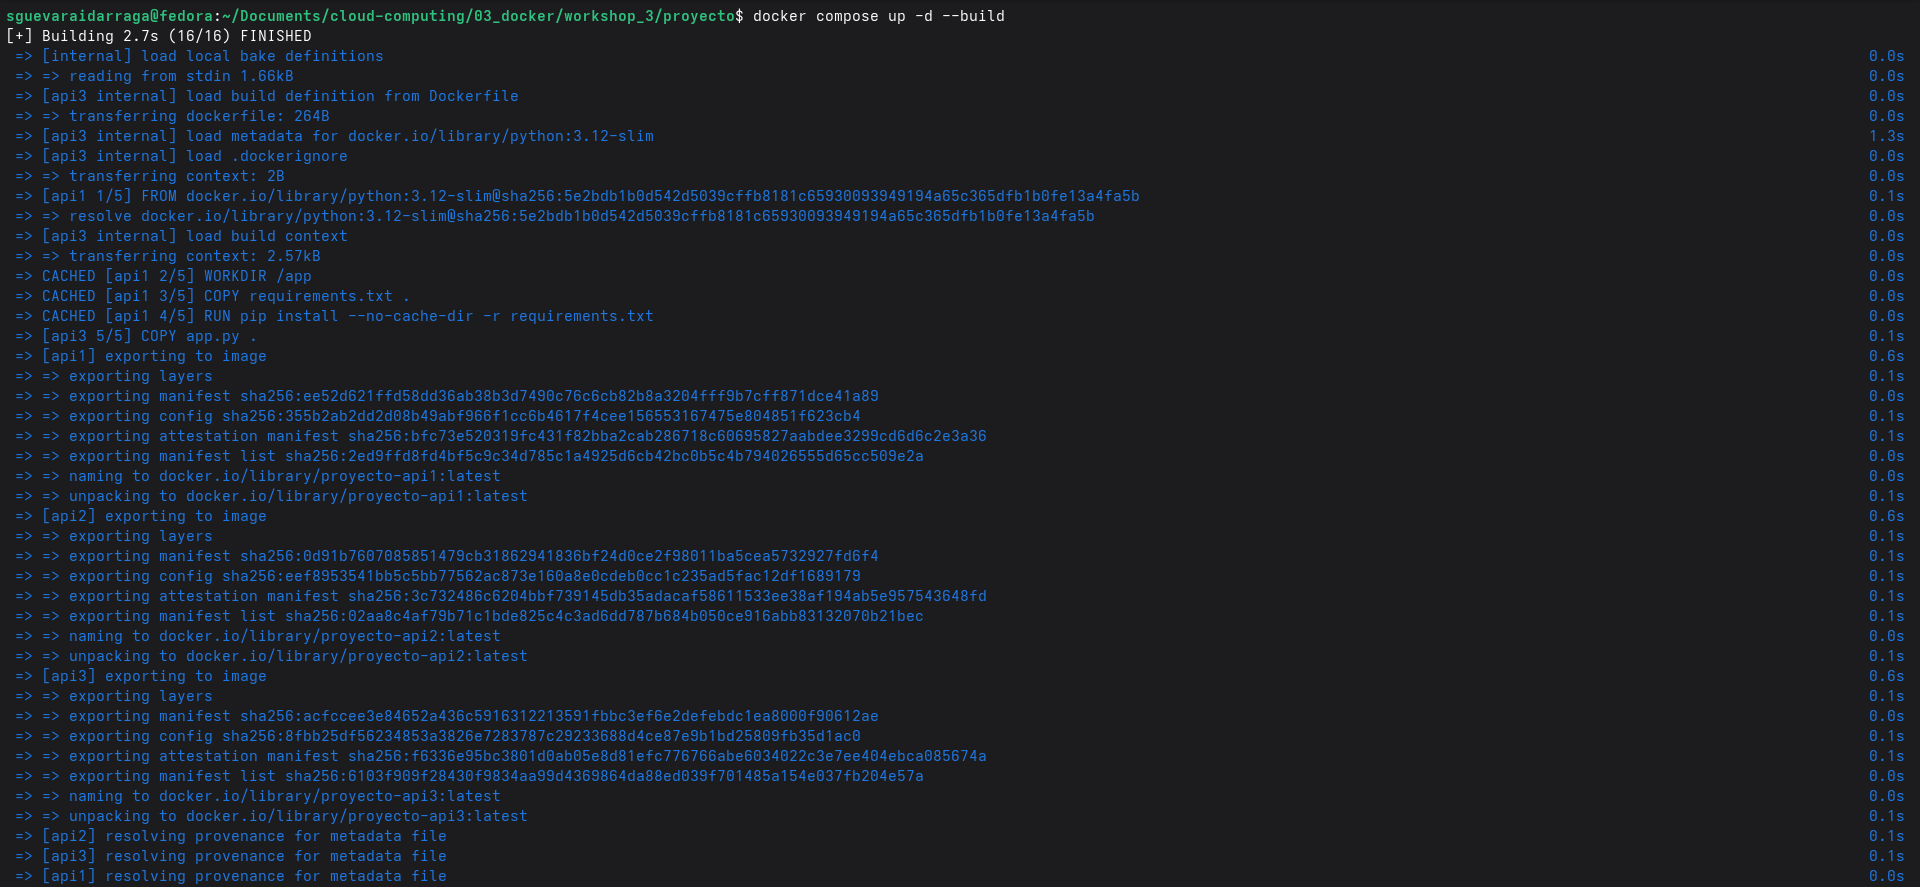 sguevaraidarraga@fedora:~/Documents/cloud-computing/03_docker/workshop_3/proyecto$ docker compose up -d --build
[+] Building 2.7s (16/16) FINISHED
=> [internal] load local bake definitions 0.0s
=> => reading from stdin 1.66kB 0.0s
=> [api3 internal] load build definition from Dockerfile 0.0s
=> => transferring dockerfile: 264B 0.0s
=> [api3 internal] load metadata for docker.io/library/python:3.12-slim 1.3s
=> [api3 internal] load .dockerignore 0.0s
=> => transferring context: 2B 0.0s
=> [api1 1/5] FROM docker.io/library/python:3.12-slim@sha256:5e2bdb1b0d542d5039cffb8181c65930093949194a65c365dfb1b0fe13a4fa5b 0.1s
=> => resolve docker.io/library/python:3.12-slim@sha256:5e2bdb1b0d542d5039cffb8181c65930093949194a65c365dfb1b0fe13a4fa5b 0.0s
=> [api3 internal] load build context 0.0s
=> => transferring context: 2.57kB 0.0s
=> CACHED [api1 2/5] WORKDIR /app 0.0s
=> CACHED [api1 3/5] COPY requirements.txt . 0.0s
=> CACHED [api1 4/5] RUN pip install --no-cache-dir -r requirements.txt 0.0s
=> [api3 5/5] COPY app.py . 0.1s
=> [api1] exporting to image 0.6s
=> => exporting layers 0.1s
=> => exporting manifest sha256:ee52d621ffd58dd36ab38b3d7490c76c6cb82b8a3204fff9b7cff871dce41a89 0.0s
=> => exporting config sha256:355b2ab2dd2d08b49abf966f1cc6b4617f4cee156553167475e804851f623cb4 0.1s
=> => exporting attestation manifest sha256:bfc73e520319fc431f82bba2cab286718c60695827aabdee3299cd6d6c2e3a36 0.1s
=> => exporting manifest list sha256:2ed9ffd8fd4bf5c9c34d785c1a4925d6cb42bc0b5c4b794026555d65cc509e2a 0.0s
=> => naming to docker.io/library/proyecto-api1:latest 0.0s
=> => unpacking to docker.io/library/proyecto-api1:latest 0.1s
=> [api2] exporting to image 0.6s
=> => exporting layers 0.1s
=> => exporting manifest sha256:0d91b7607085851479cb31862941836bf24d0ce2f98011ba5cea5732927fd6f4 0.1s
=> => exporting config sha256:eef8953541bb5c5bb77562ac873e160a8e0cdeb0cc1c235ad5fac12df1689179 0.1s
=> => exporting attestation manifest sha256:3c732486c6204bbf739145db35adacaf58611533ee38af194ab5e957543648fd 0.1s
=> => exporting manifest list sha256:02aa8c4af79b71c1bde825c4c3ad6dd787b684b050ce916abb83132070b21bec 0.1s
=> => naming to docker.io/library/proyecto-api2:latest 0.0s
=> => unpacking to docker.io/library/proyecto-api2:latest 0.1s
=> [api3] exporting to image 0.6s
=> => exporting layers 0.1s
=> => exporting manifest sha256:acfccee3e84652a436c5916312213591fbbc3ef6e2defebdc1ea8000f90612ae 0.0s
=> => exporting config sha256:8fbb25df56234853a3826e7283787c29233688d4ce87e9b1bd25809fb35d1ac0 0.1s
=> => exporting attestation manifest sha256:f6336e95bc3801d0ab05e8d81efc776766abe6034022c3e7ee404ebca085674a 0.1s
=> => exporting manifest list sha256:6103f909f28430f9834aa99d4369864da88ed039f701485a154e037fb204e57a 0.0s
=> => naming to docker.io/library/proyecto-api3:latest 0.0s
=> => unpacking to docker.io/library/proyecto-api3:latest 0.1s
=> [api2] resolving provenance for metadata file 0.1s
=> [api3] resolving provenance for metadata file 0.1s
=> [api1] resolving provenance for metadata file 0.0s